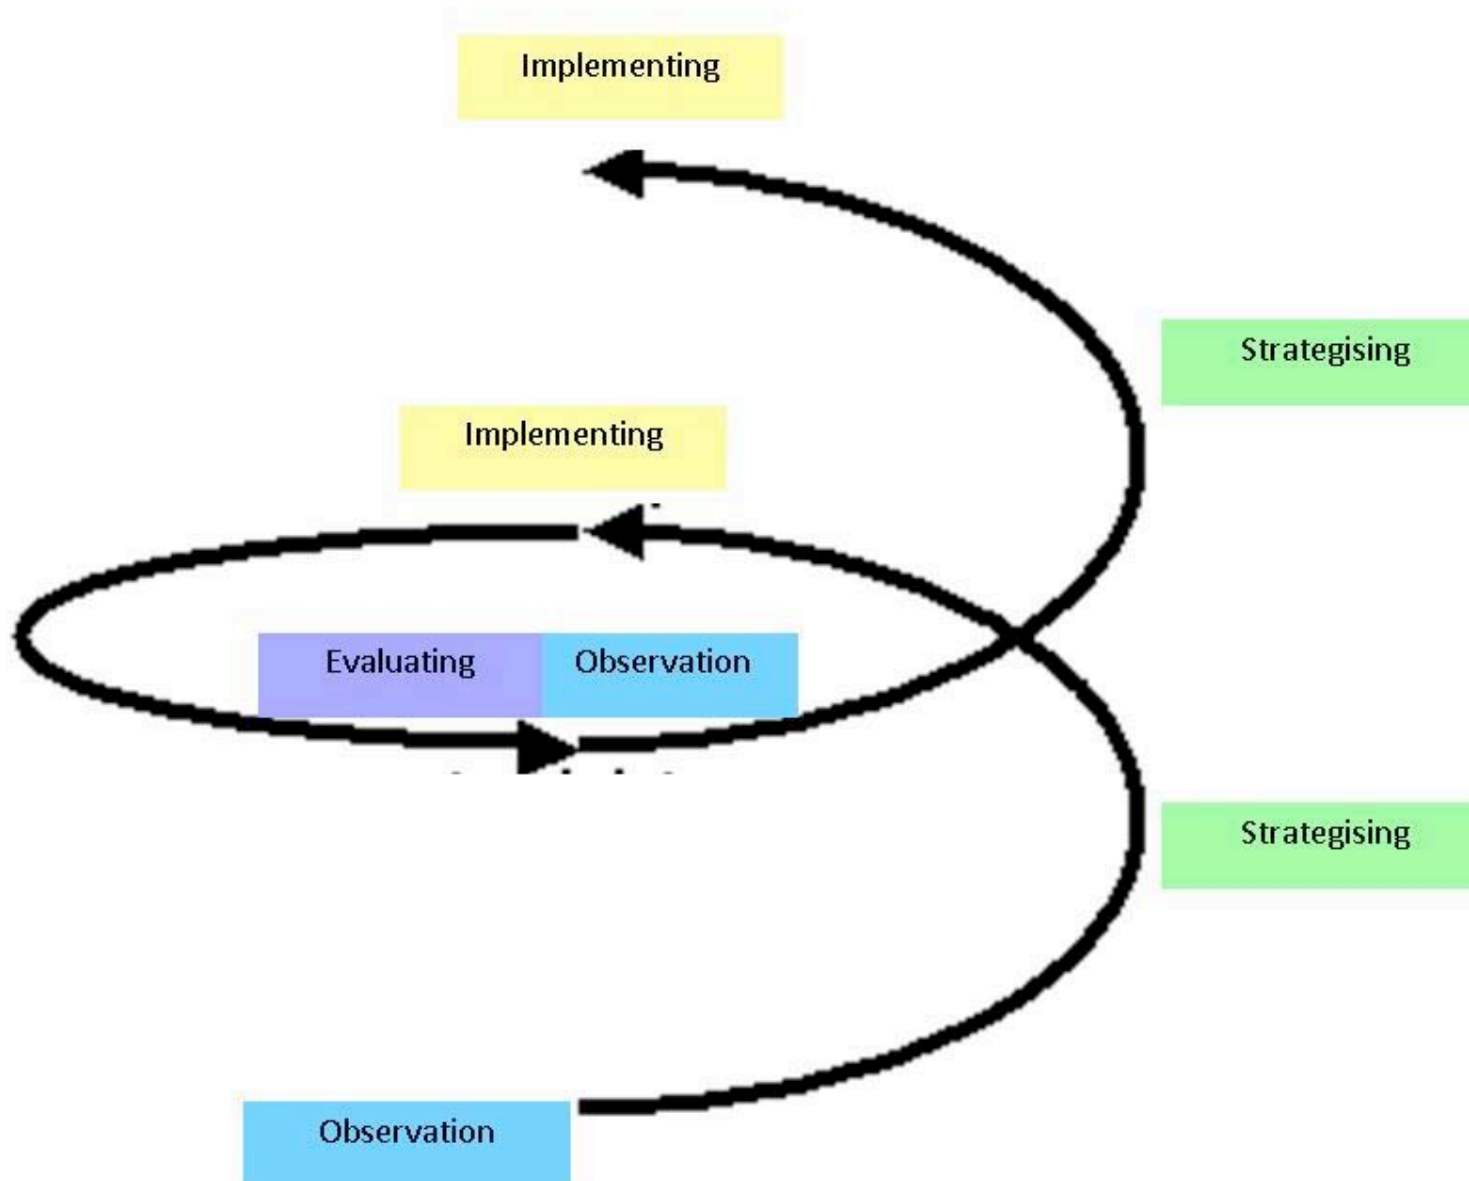 Implementing
Strategising
Implementing
Evaluating
Observation
Strategising
Observation